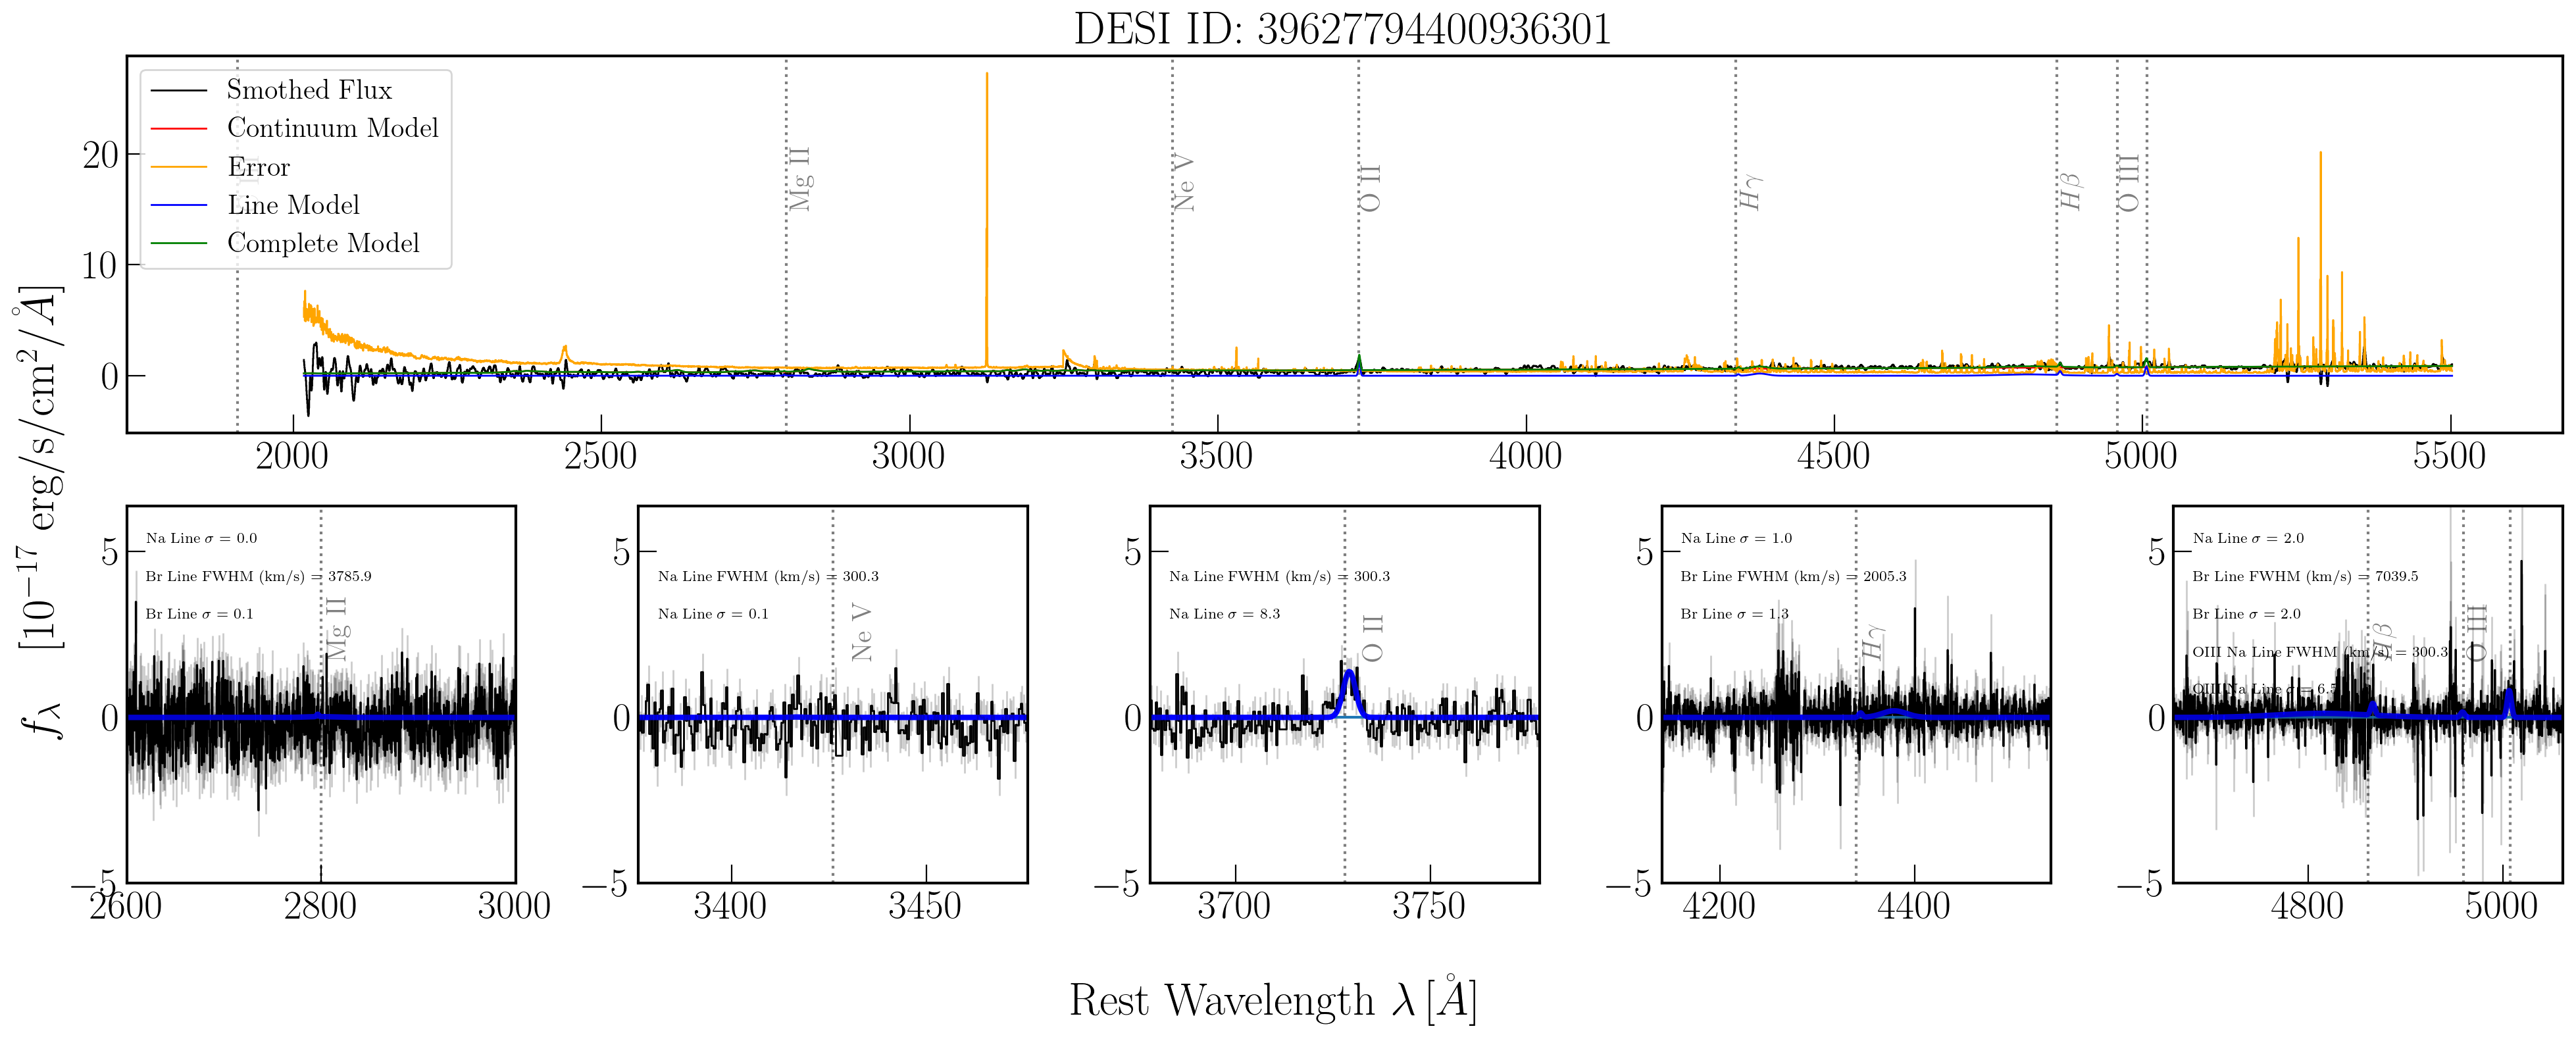 DESI ID: 39627794400936301
Smothed Flux
Continuum Model
Error
Line Model
Complete Model
Mg II
Ne V
O II
Hγ
Hβ
O III
20
10
0
2000 2500 3000 3500 4000 4500 5000 5500
f_λ [10^{-17} erg/s/cm^2/Å]
Na Line σ = 0.0
Br Line FWHM (km/s) = 3785.9
Br Line σ = 0.1
Mg II
5
0
−5
2600 2800 3000
Na Line FWHM (km/s) = 300.3
Na Line σ = 0.1
Ne V
5
0
−5
3400 3450
Na Line FWHM (km/s) = 300.3
Na Line σ = 8.3
O II
5
0
−5
3700 3750
Na Line σ = 1.0
Br Line FWHM (km/s) = 2005.3
Br Line σ = 1.3
Hγ
5
0
−5
4200 4400
Na Line σ = 2.0
Br Line FWHM (km/s) = 7039.5
Br Line σ = 2.0
OIII Na Line FWHM (km/s) = 300.3
OIII Na Line σ = 6.5
Hβ
O III
5
0
−5
4800 5000
Rest Wavelength λ [Å]